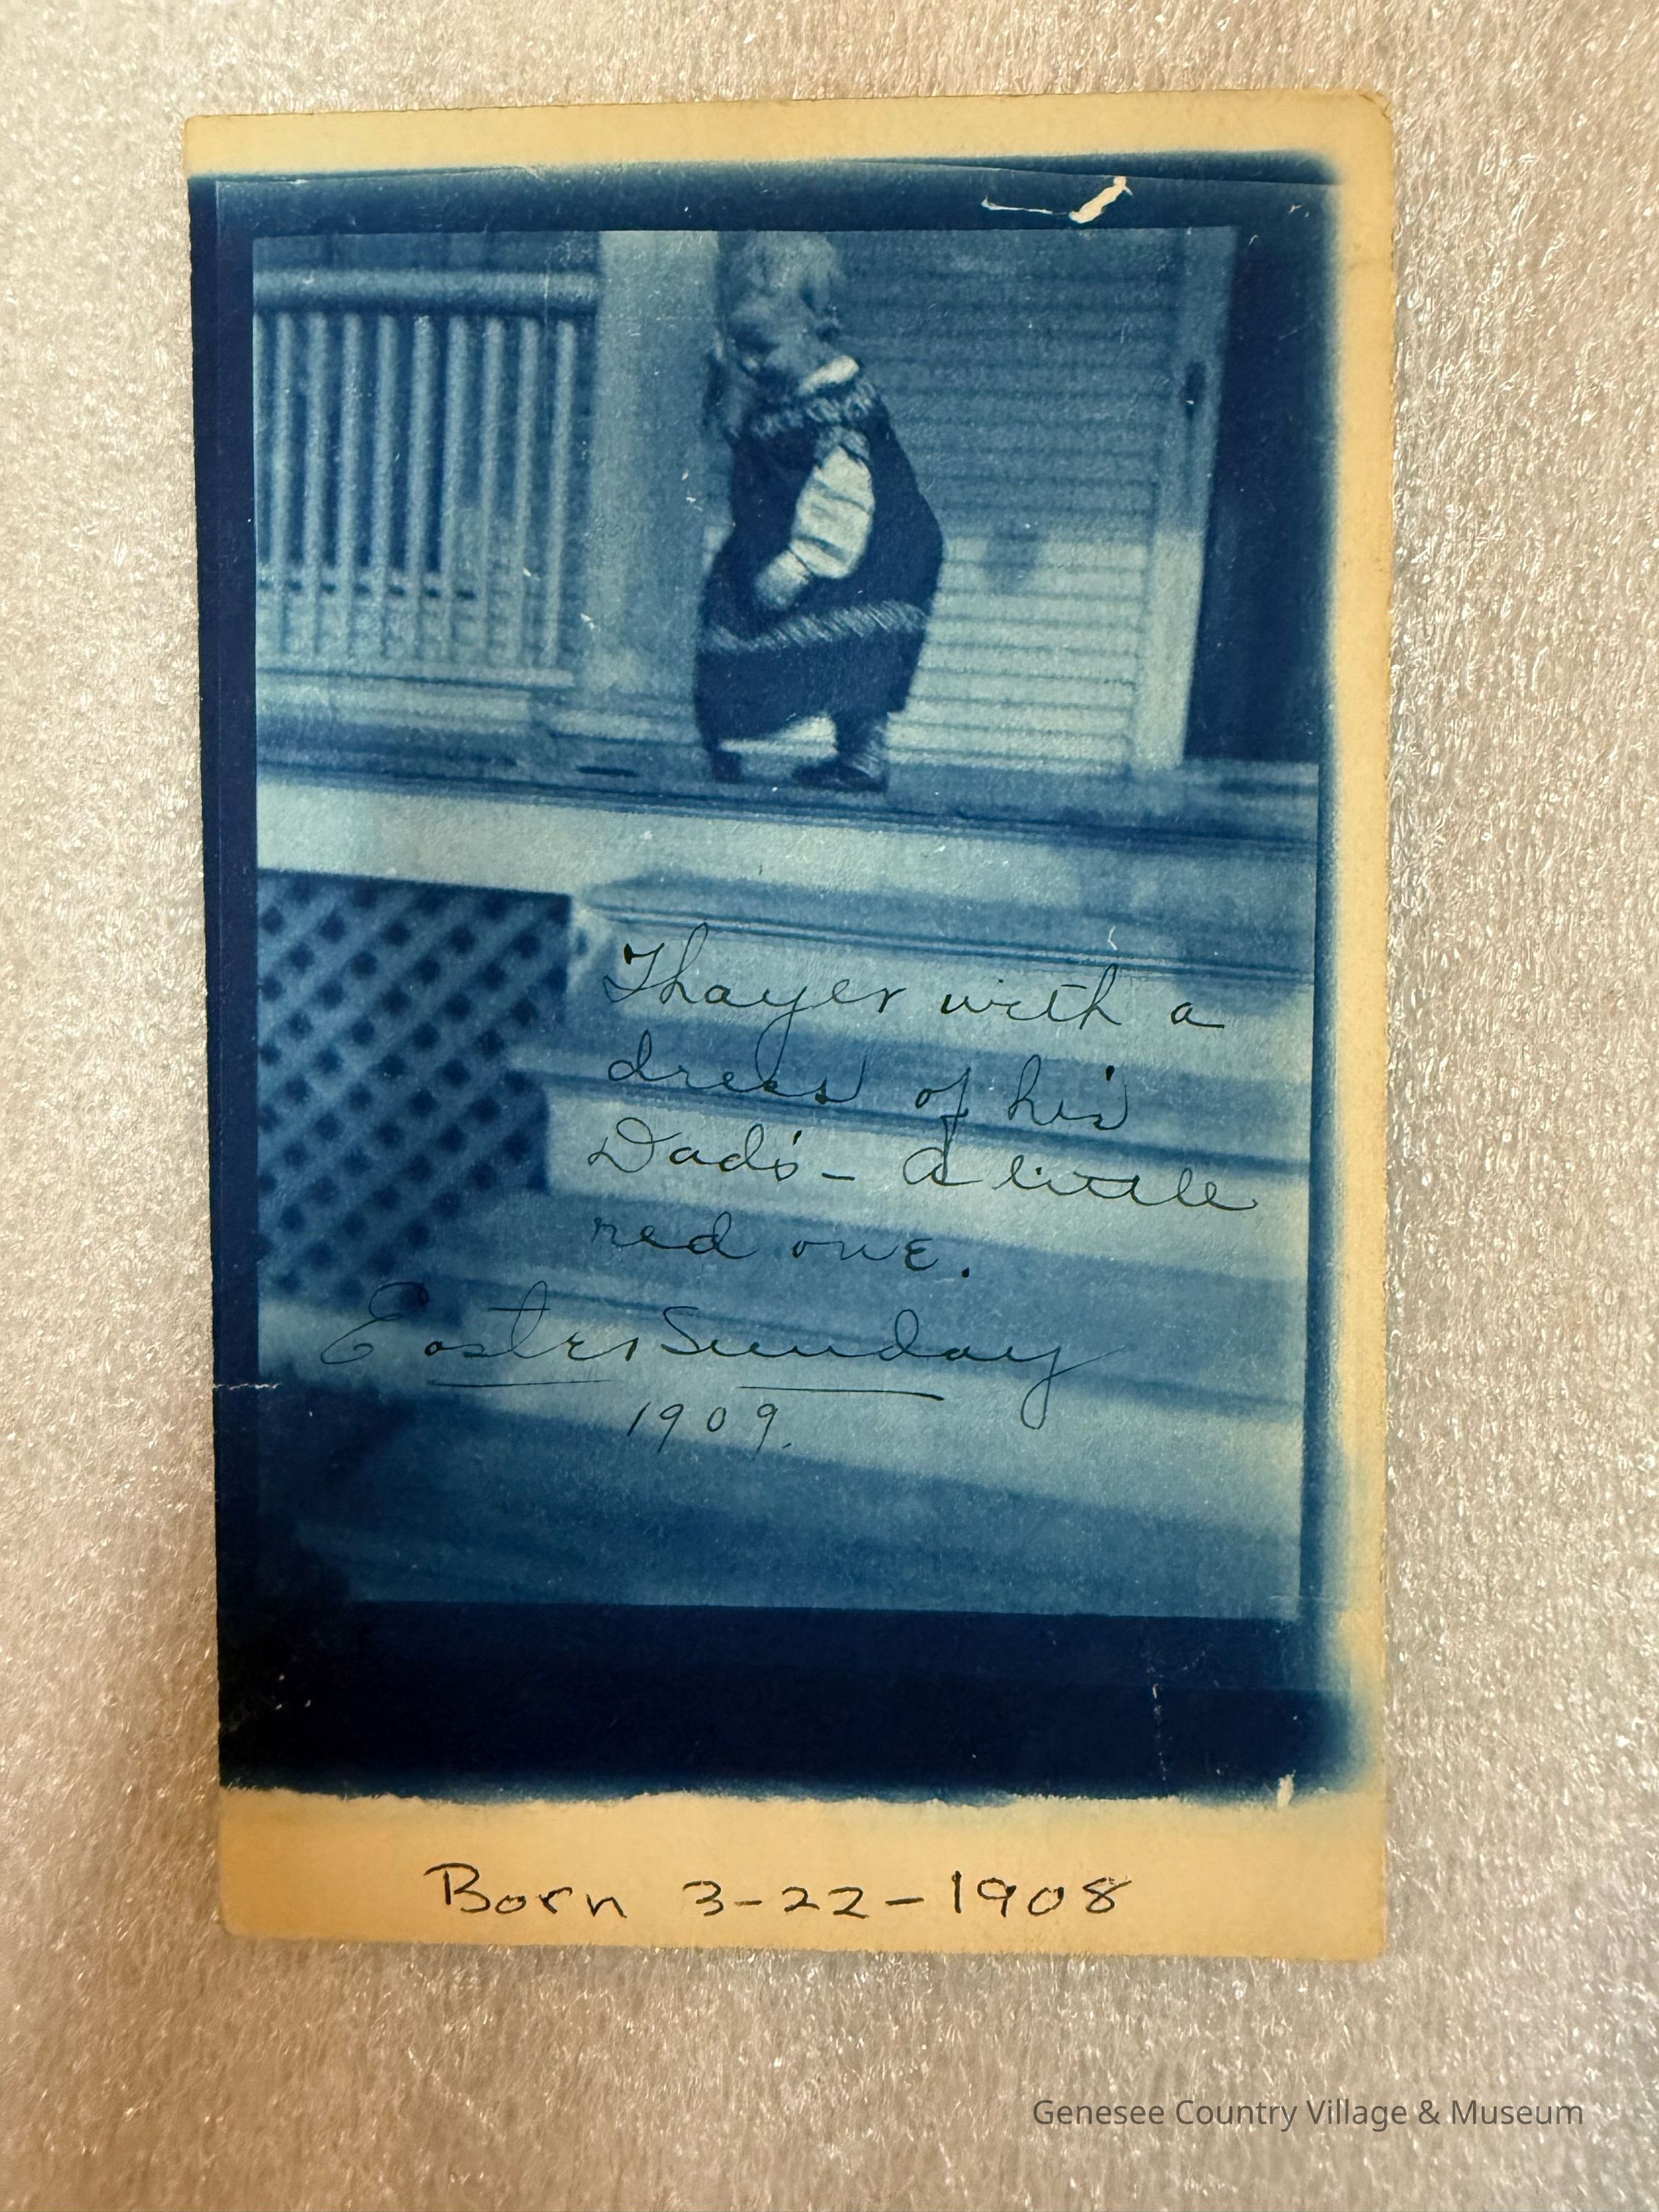 Thayer with a
dress of his
Dad's - A little
red one.
Easter Sunday
1909.
Born 3-22-1908
Genesee Country Village & Museum